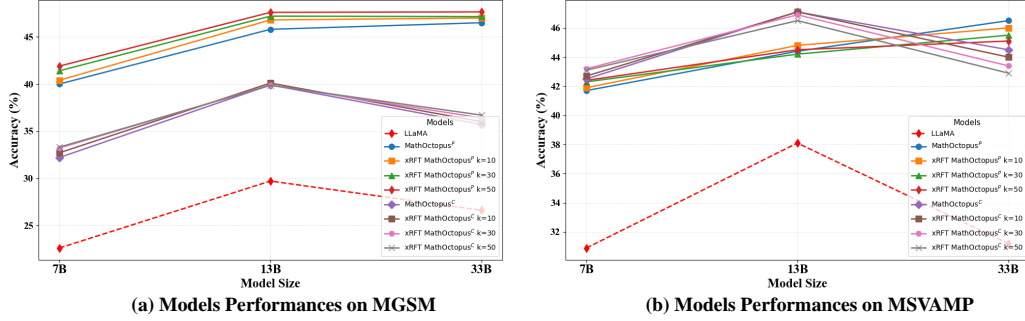 45
40
35
30
25
Accuracy (%)
7B
13B
33B
Model Size
Models
LLaMA
MathOctopus^P
xRFT MathOctopus^P k=10
xRFT MathOctopus^P k=30
xRFT MathOctopus^P k=50
MathOctopus^C
xRFT MathOctopus^C k=10
xRFT MathOctopus^C k=30
xRFT MathOctopus^C k=50
(a) Models Performances on MGSM
46
44
42
40
38
36
34
32
Accuracy (%)
7B
13B
33B
Model Size
Models
LLaMA
MathOctopus^P
xRFT MathOctopus^P k=10
xRFT MathOctopus^P k=30
xRFT MathOctopus^P k=50
MathOctopus^C
xRFT MathOctopus^C k=10
xRFT MathOctopus^C k=30
xRFT MathOctopus^C k=50
(b) Models Performances on MSVAMP